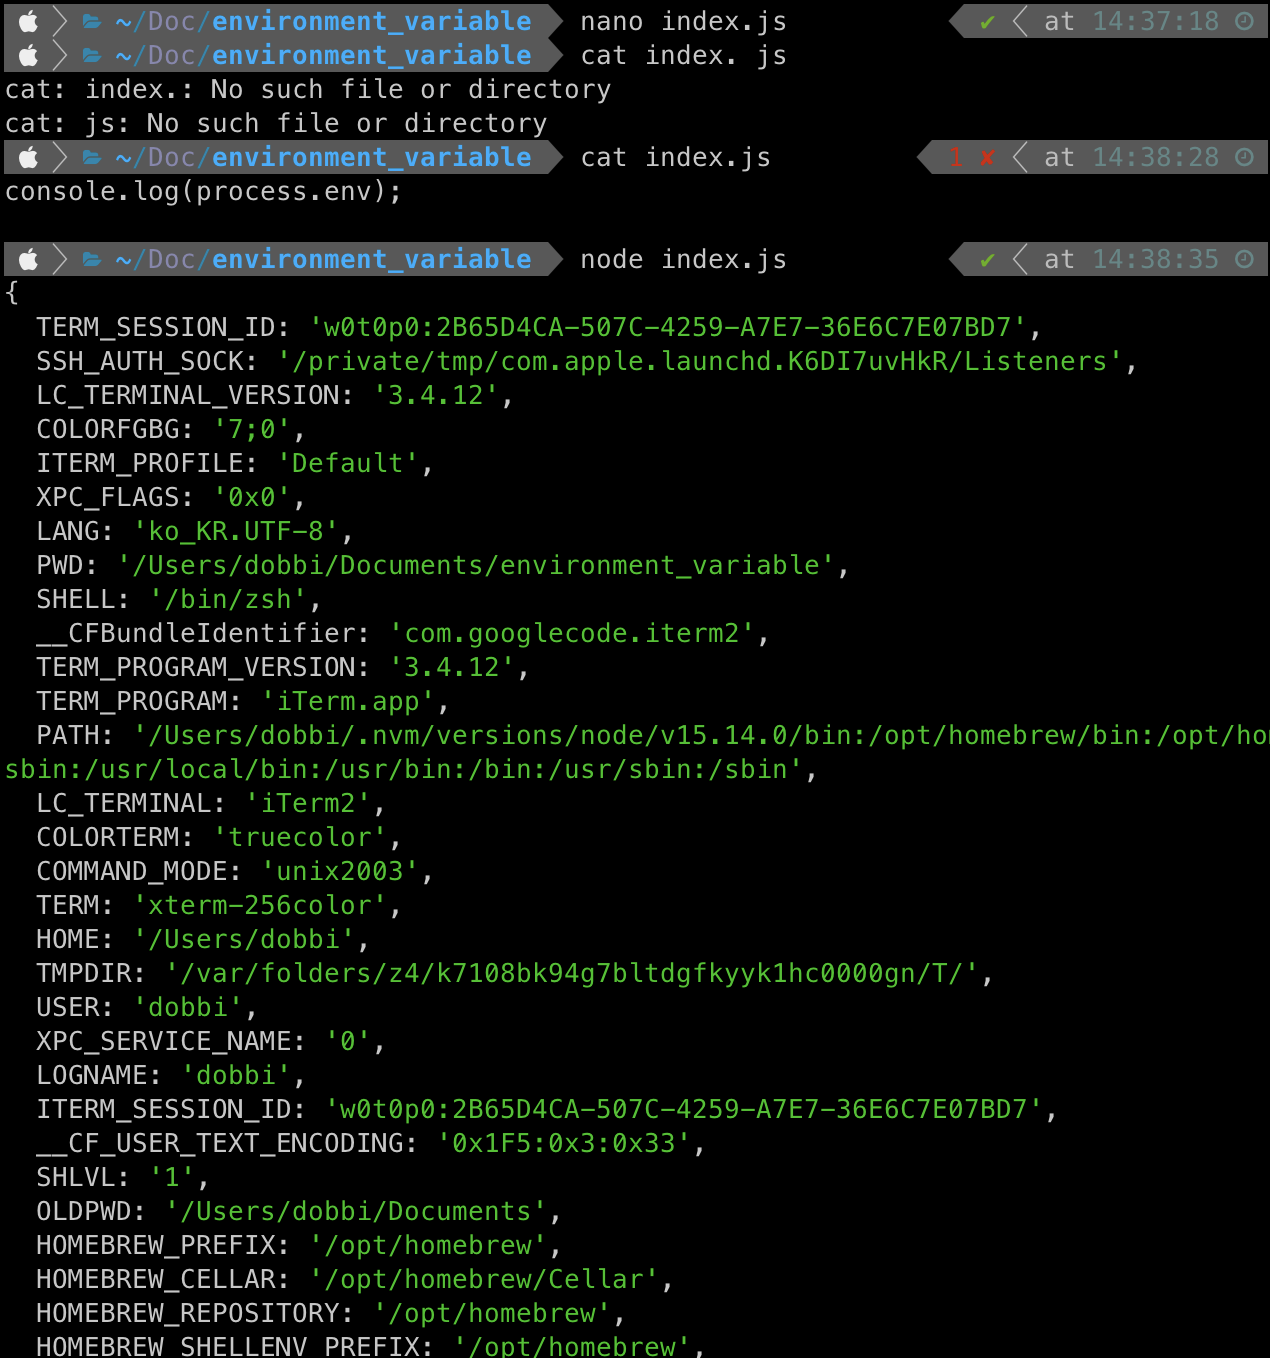 ~/Doc/environment_variable nano index.js ✔ at 14:37:18
~/Doc/environment_variable cat index. js
cat: index.: No such file or directory
cat: js: No such file or directory
~/Doc/environment_variable cat index.js 1 ✘ at 14:38:28
console.log(process.env);
~/Doc/environment_variable node index.js ✔ at 14:38:35
{
TERM_SESSION_ID: 'w0t0p0:2B65D4CA-507C-4259-A7E7-36E6C7E07BD7',
SSH_AUTH_SOCK: '/private/tmp/com.apple.launchd.K6DI7uvHkR/Listeners',
LC_TERMINAL_VERSION: '3.4.12',
COLORFGBG: '7;0',
ITERM_PROFILE: 'Default',
XPC_FLAGS: '0x0',
LANG: 'ko_KR.UTF-8',
PWD: '/Users/dobbi/Documents/environment_variable',
SHELL: '/bin/zsh',
__CFBundleIdentifier: 'com.googlecode.iterm2',
TERM_PROGRAM_VERSION: '3.4.12',
TERM_PROGRAM: 'iTerm.app',
PATH: '/Users/dobbi/.nvm/versions/node/v15.14.0/bin:/opt/homebrew/bin:/opt/ho
sbin:/usr/local/bin:/usr/bin:/bin:/usr/sbin:/sbin',
LC_TERMINAL: 'iTerm2',
COLORTERM: 'truecolor',
COMMAND_MODE: 'unix2003',
TERM: 'xterm-256color',
HOME: '/Users/dobbi',
TMPDIR: '/var/folders/z4/k7108bk94g7bltdgfkyyk1hc0000gn/T/',
USER: 'dobbi',
XPC_SERVICE_NAME: '0',
LOGNAME: 'dobbi',
ITERM_SESSION_ID: 'w0t0p0:2B65D4CA-507C-4259-A7E7-36E6C7E07BD7',
__CF_USER_TEXT_ENCODING: '0x1F5:0x3:0x33',
SHLVL: '1',
OLDPWD: '/Users/dobbi/Documents',
HOMEBREW_PREFIX: '/opt/homebrew',
HOMEBREW_CELLAR: '/opt/homebrew/Cellar',
HOMEBREW_REPOSITORY: '/opt/homebrew',
HOMEBREW_SHELLENV_PREFIX: '/opt/homebrew',